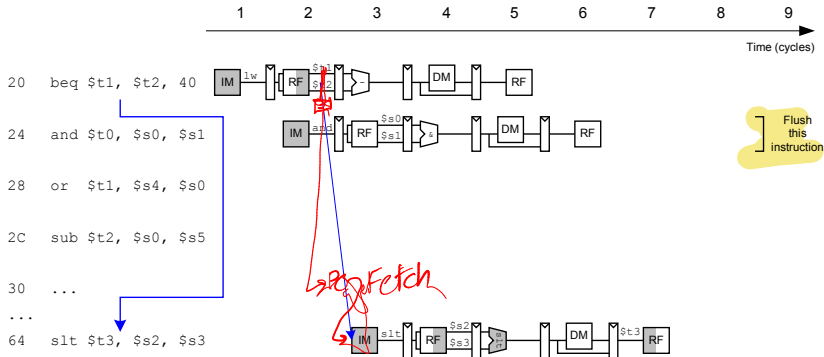 1 2 3 4 5 6 7 8 9
Time (cycles)
20 beq $t1, $t2, 40 IM lw RF $t1 $t2 - DM RF
24 and $t0, $s0, $s1 IM and RF $s0 $s1 & DM RF
Flush
this
instruction
28 or $t1, $s4, $s0
2C sub $t2, $s0, $s5
30 ...
...
64 slt $t3, $s2, $s3 IM slt RF $s2 $s3 slt DM $t3 RF